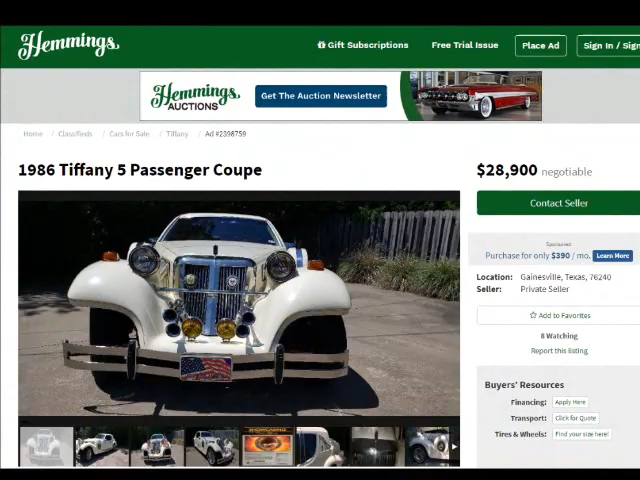 Hemmings
Gift Subscriptions
Free Trial Issue
Place Ad
Sign In / Sign
Hemmings
AUCTIONS
Get The Auction Newsletter
Home / Classifieds / Cars for Sale / Tiffany / Ad #2398759
1986 Tiffany 5 Passenger Coupe
$28,900 negotiable
Contact Seller
Sponsored
Purchase for only $390 / mo. Learn More
Location: Gainesville, Texas, 76240
Seller: Private Seller
Add to Favorites
8 Watching
Report this listing
Buyers' Resources
Financing: Apply Here
Transport: Click for Quote
Tires & Wheels: Find your size here!